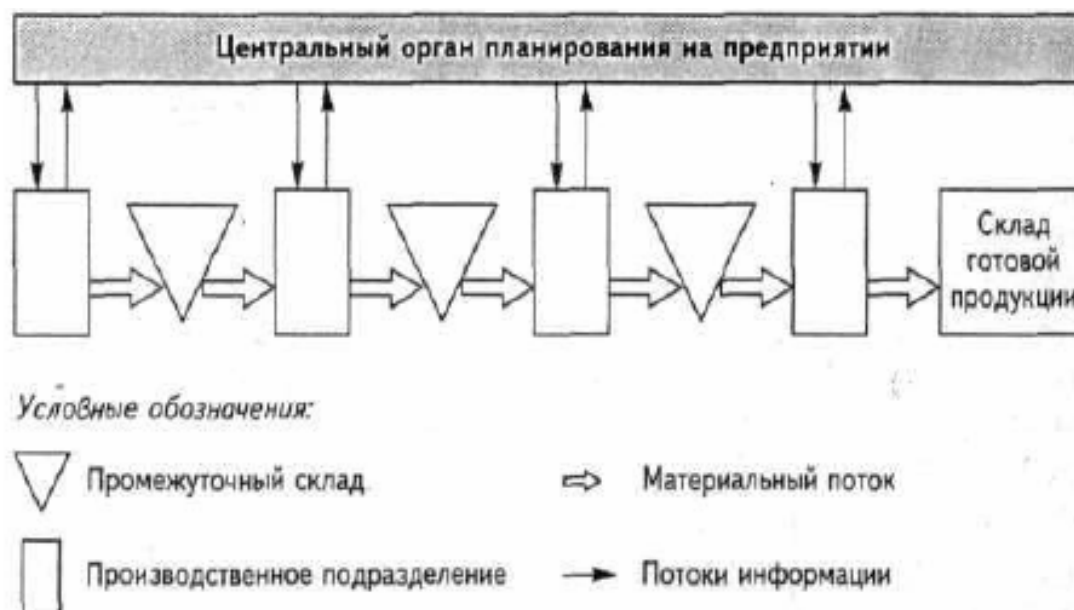 Центральный орган планирования на предприятии
Склад
готовой
продукции
Условные обозначения:
Промежуточный склад
Материальный поток
Производственное подразделение
Потоки информации